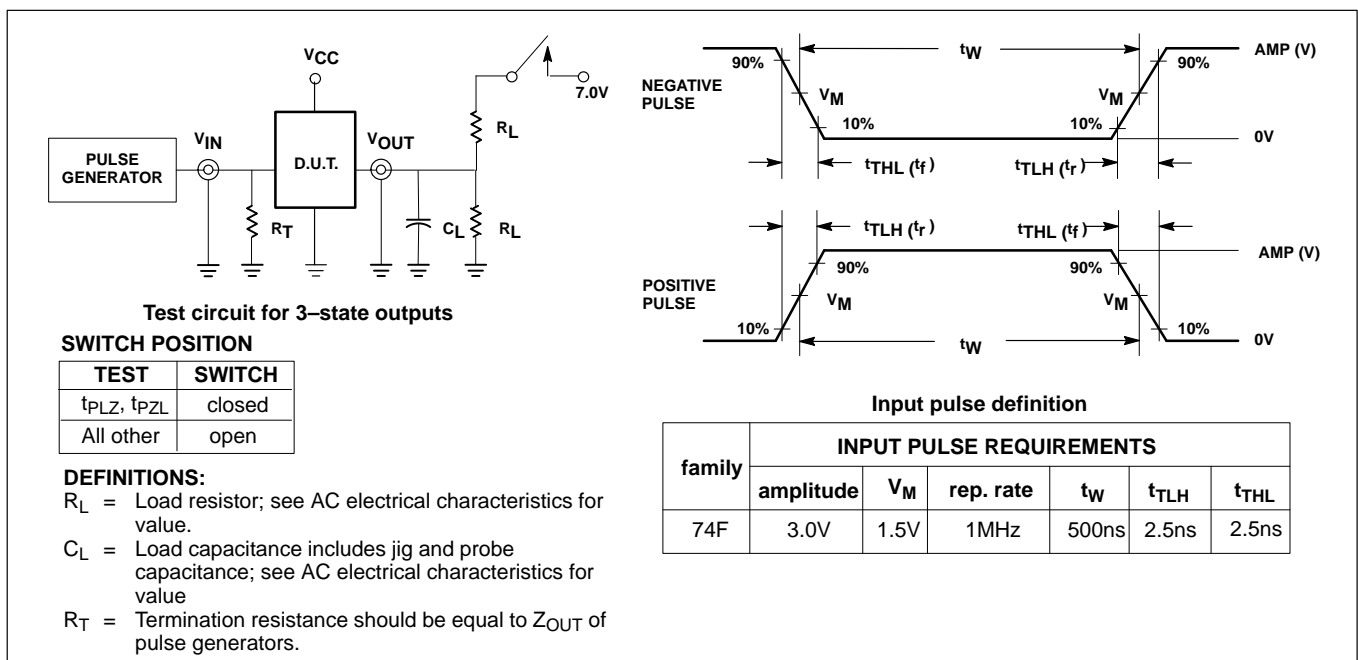 VCC
7.0V
RL
VIN
VOUT
PULSE
GENERATOR
D.U.T.
RT
CL
RL
Test circuit for 3–state outputs
SWITCH POSITION
TEST SWITCH
tPLZ, tPZL closed
All other open
DEFINITIONS:
RL = Load resistor; see AC electrical characteristics for
value.
CL = Load capacitance includes jig and probe
capacitance; see AC electrical characteristics for
value
RT = Termination resistance should be equal to ZOUT of
pulse generators.
tW
AMP (V)
90% 90%
NEGATIVE
PULSE
VM VM
10% 10%
0V
tTHL (tf ) tTLH (tr )
tTLH (tr ) tTHL (tf )
AMP (V)
90% 90%
POSITIVE
PULSE
VM VM
10% 10%
tW
0V
Input pulse definition
family INPUT PULSE REQUIREMENTS
amplitude VM rep. rate tW tTLH tTHL
74F 3.0V 1.5V 1MHz 500ns 2.5ns 2.5ns